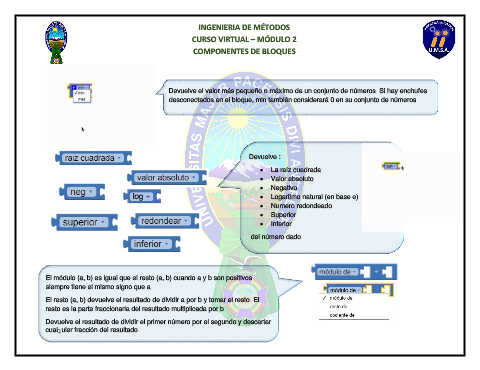 INGENIERIA DE MÉTODOS
CURSO VIRTUAL – MÓDULO 2
COMPONENTES DE BLOQUES
U.M.S.A.
Devuelve el valor más pequeño o máximo de un conjunto de números. Si hay enchufes
desconectados en el bloque, min también considerará 0 en su conjunto de números
raiz cuadrada
valor absoluto
neg
log
superior
redondear
inferior
Devuelve :
• La raíz cuadrada
• Valor absoluto
• Negativo
• Logaritmo natural (en base e)
• Numero redondeado
• Superior
• Inferior
del número dado
El módulo (a, b) es igual que el resto (a, b) cuando a y b son positivos
siempre tiene el mismo signo que a
El resto (a, b) devuelve el resultado de dividir a por b y tomar el resto. El
resto es la parte fraccionaria del resultado multiplicada por b
Devuelve el resultado de dividir el primer número por el segundo y descartar
cualquier fracción del resultado
módulo de
módulo de
módulo de
resto de
cociente de